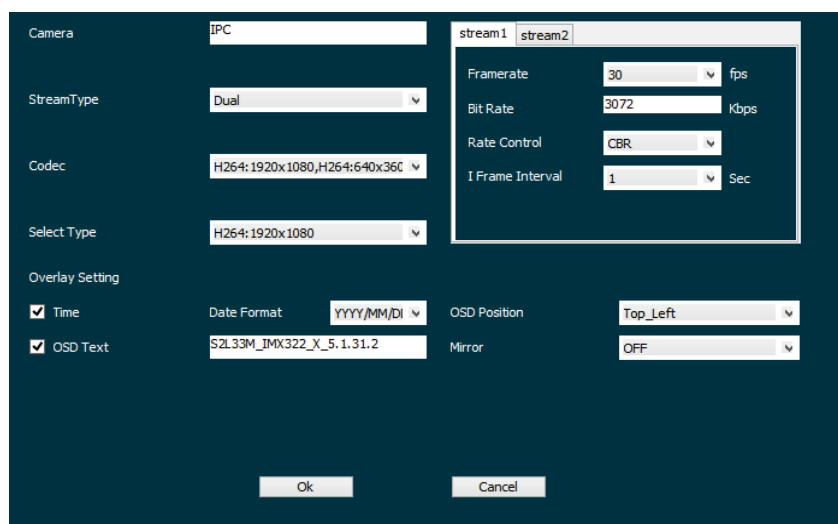 Camera IPC
stream1 stream2
Framerate 30 fps
StreamType Dual
Bit Rate 3072 Kbps
Rate Control CBR
Codec H264:1920x1080,H264:640x360
I Frame Interval 1 Sec
Select Type H264:1920x1080
Overlay Setting
Time Date Format YYYY/MM/DI OSD Position Top_Left
OSD Text S2L33M_IMX322_X_5.1.31.2 Mirror OFF
Ok Cancel